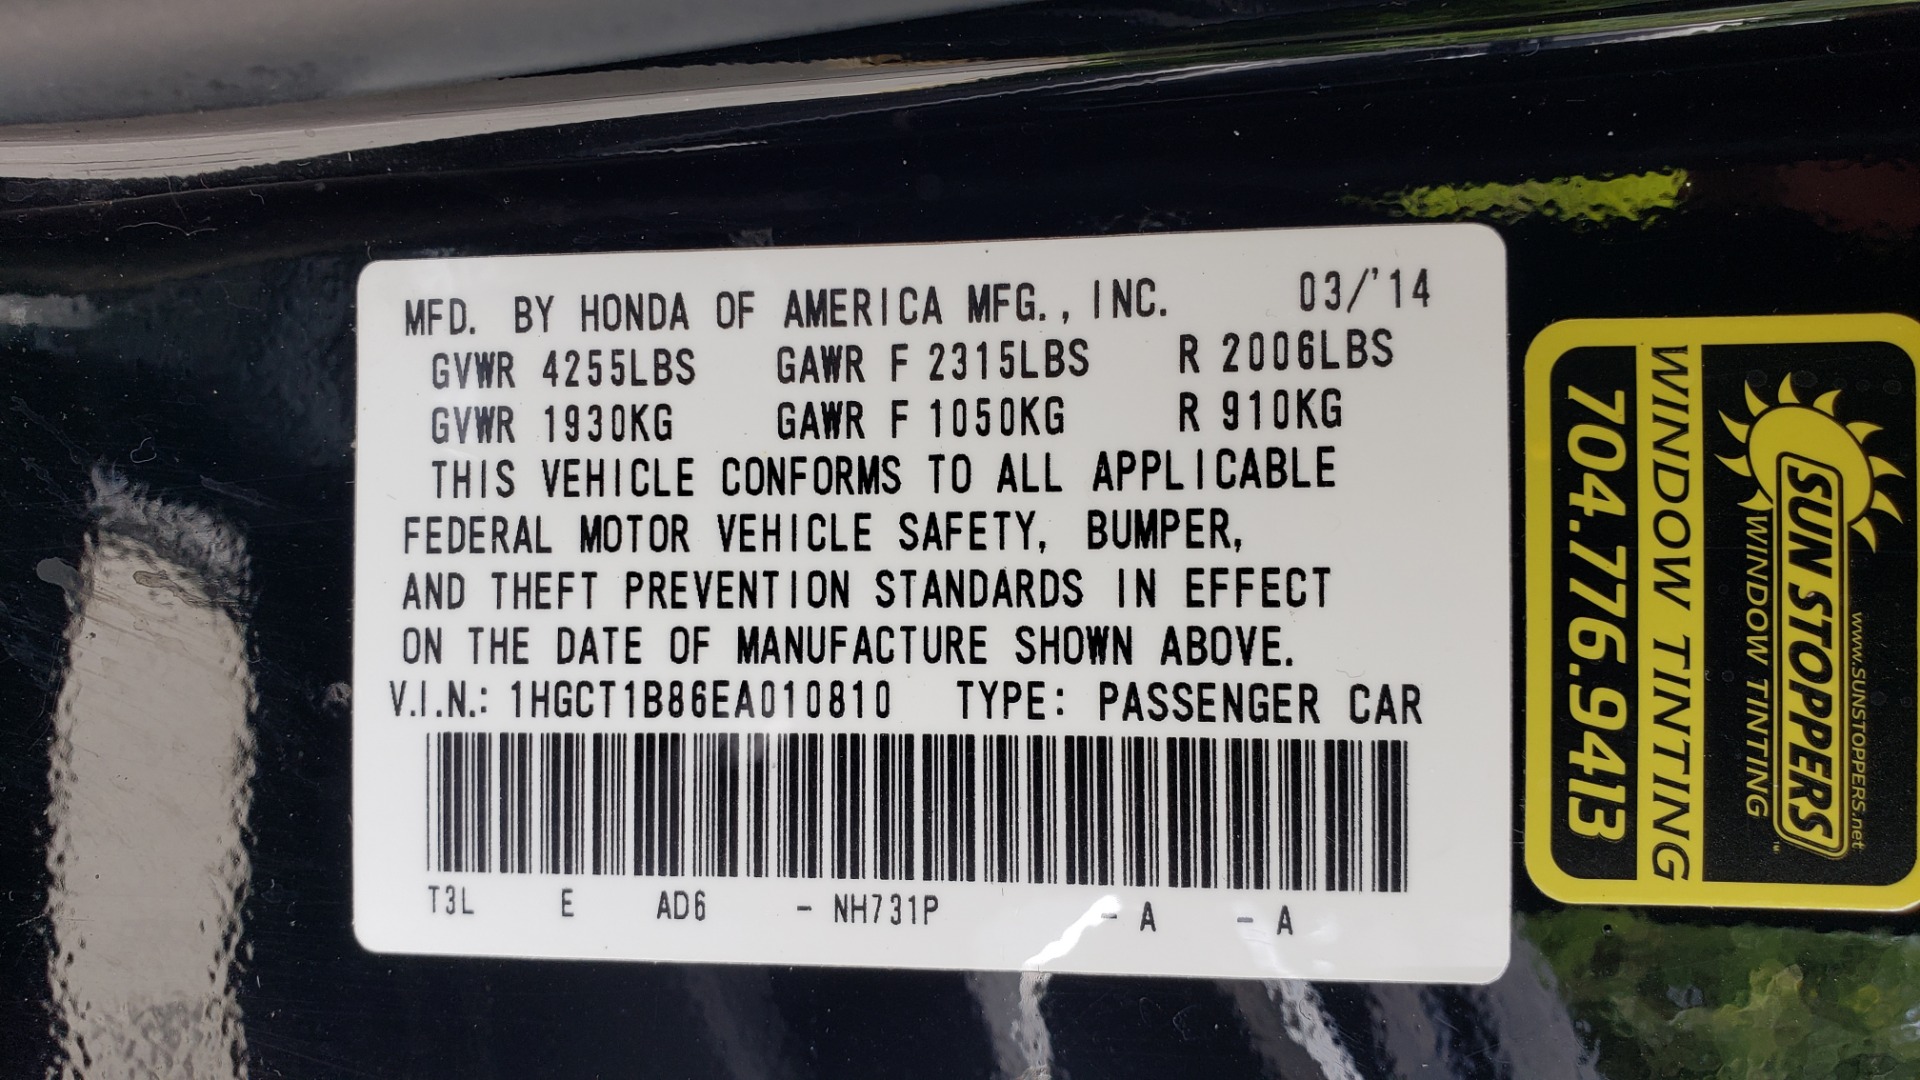 MFD. BY HONDA OF AMERICA MFG., INC. 03/'14
GVWR 4255LBS GAWR F 2315LBS R 2006LBS
GVWR 1930KG GAWR F 1050KG R 910KG
THIS VEHICLE CONFORMS TO ALL APPLICABLE
FEDERAL MOTOR VEHICLE SAFETY, BUMPER,
AND THEFT PREVENTION STANDARDS IN EFFECT
ON THE DATE OF MANUFACTURE SHOWN ABOVE.
V.I.N.: 1HGCT1B86EA010810 TYPE: PASSENGER CAR
T3L E AD6 - NH731P - A - A
SUN STOPPERS™
WINDOW TINTING
www.SUNSTOPPERS.net
WINDOW TINTING
704.776.9413